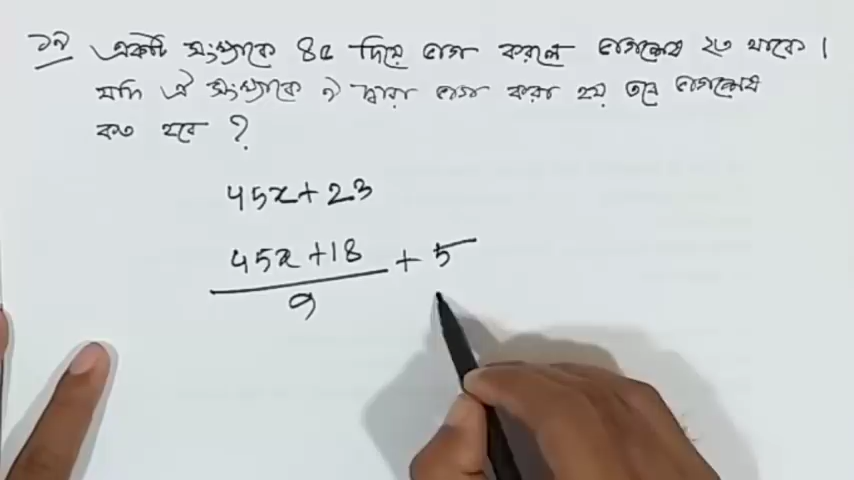 ১৭ একটি সংখ্যাকে ৪৫ দিয়ে ভাগ করলে ভাগশেষ ২৩ থাকে।
যদি ঐ সংখ্যাকে ৯ দ্বারা ভাগ করা হয় তবে ভাগশেষ
কত হবে ?
45x+23
45x+18
9
+ 5